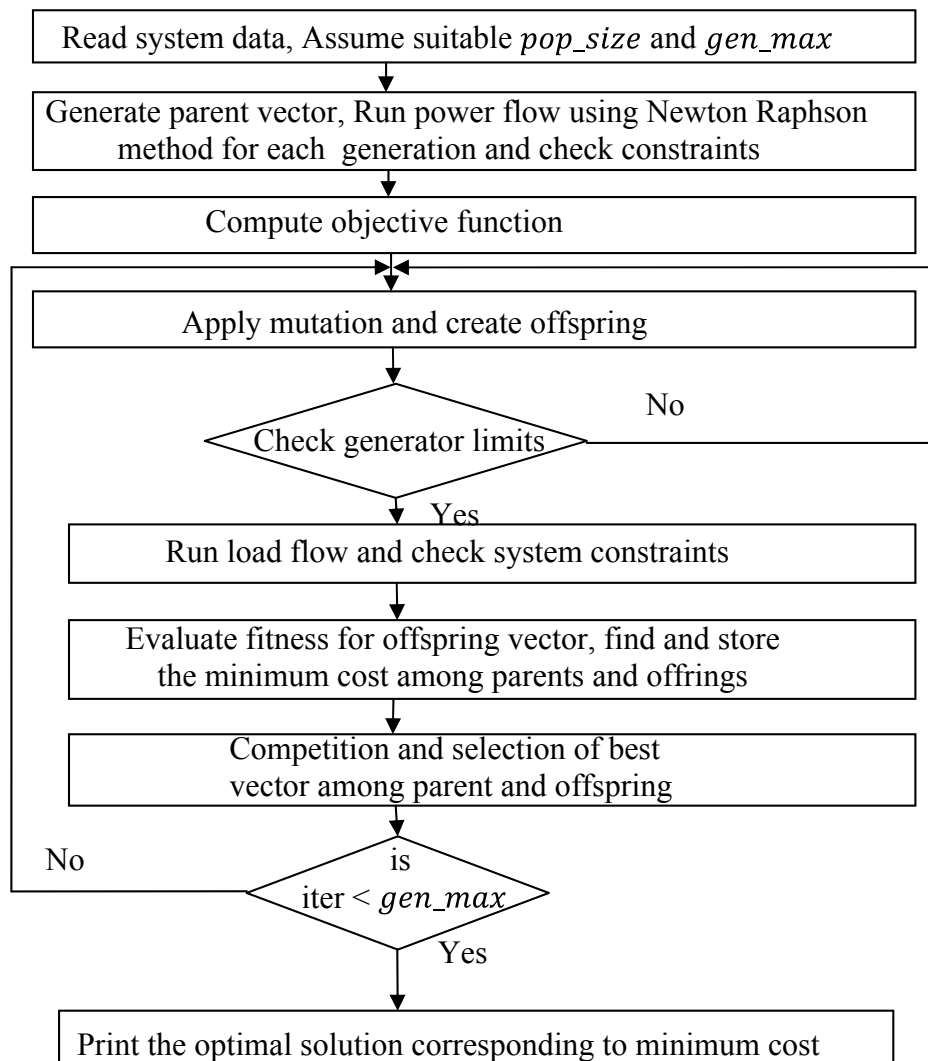 Read system data, Assume suitable pop_size and gen_max
Generate parent vector, Run power flow using Newton Raphson
method for each generation and check constraints
Compute objective function
Apply mutation and create offspring
No
Check generator limits
Yes
Run load flow and check system constraints
Evaluate fitness for offspring vector, find and store
the minimum cost among parents and offrings
Competition and selection of best
vector among parent and offspring
No
is
iter < gen_max
Yes
Print the optimal solution corresponding to minimum cost